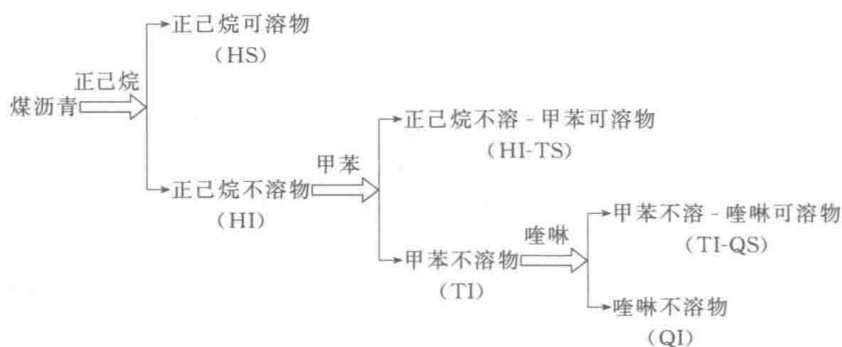 正己烷可溶物
(HS)
正己烷
煤沥青
正己烷不溶-甲苯可溶物
(HI-TS)
甲苯
正己烷不溶物
(HI)
甲苯不溶-喹啉可溶物
(TI-QS)
喹啉
甲苯不溶物
(TI)
喹啉不溶物
(QI)